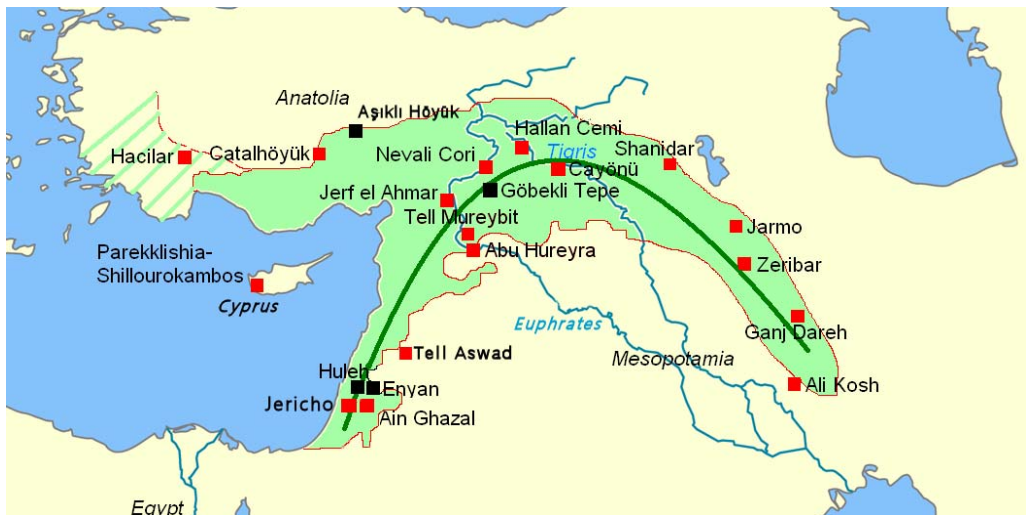 Anatolia
Aşıklı Höyük
Hallan Cemi
Hacilar
Catalhöyük
Nevali Cori
Tigris
Shanidar
Cayönü
Jerf el Ahmar
Göbekli Tepe
Tell Mureybit
Jarmo
Parekklishia-
Shillourokambos
Abu Hureyra
Zeribar
Cyprus
Euphrates
Ganj Dareh
Tell Aswad
Mesopotamia
Huleh
Enyan
Ali Kosh
Jericho
Ain Ghazal
Egypt